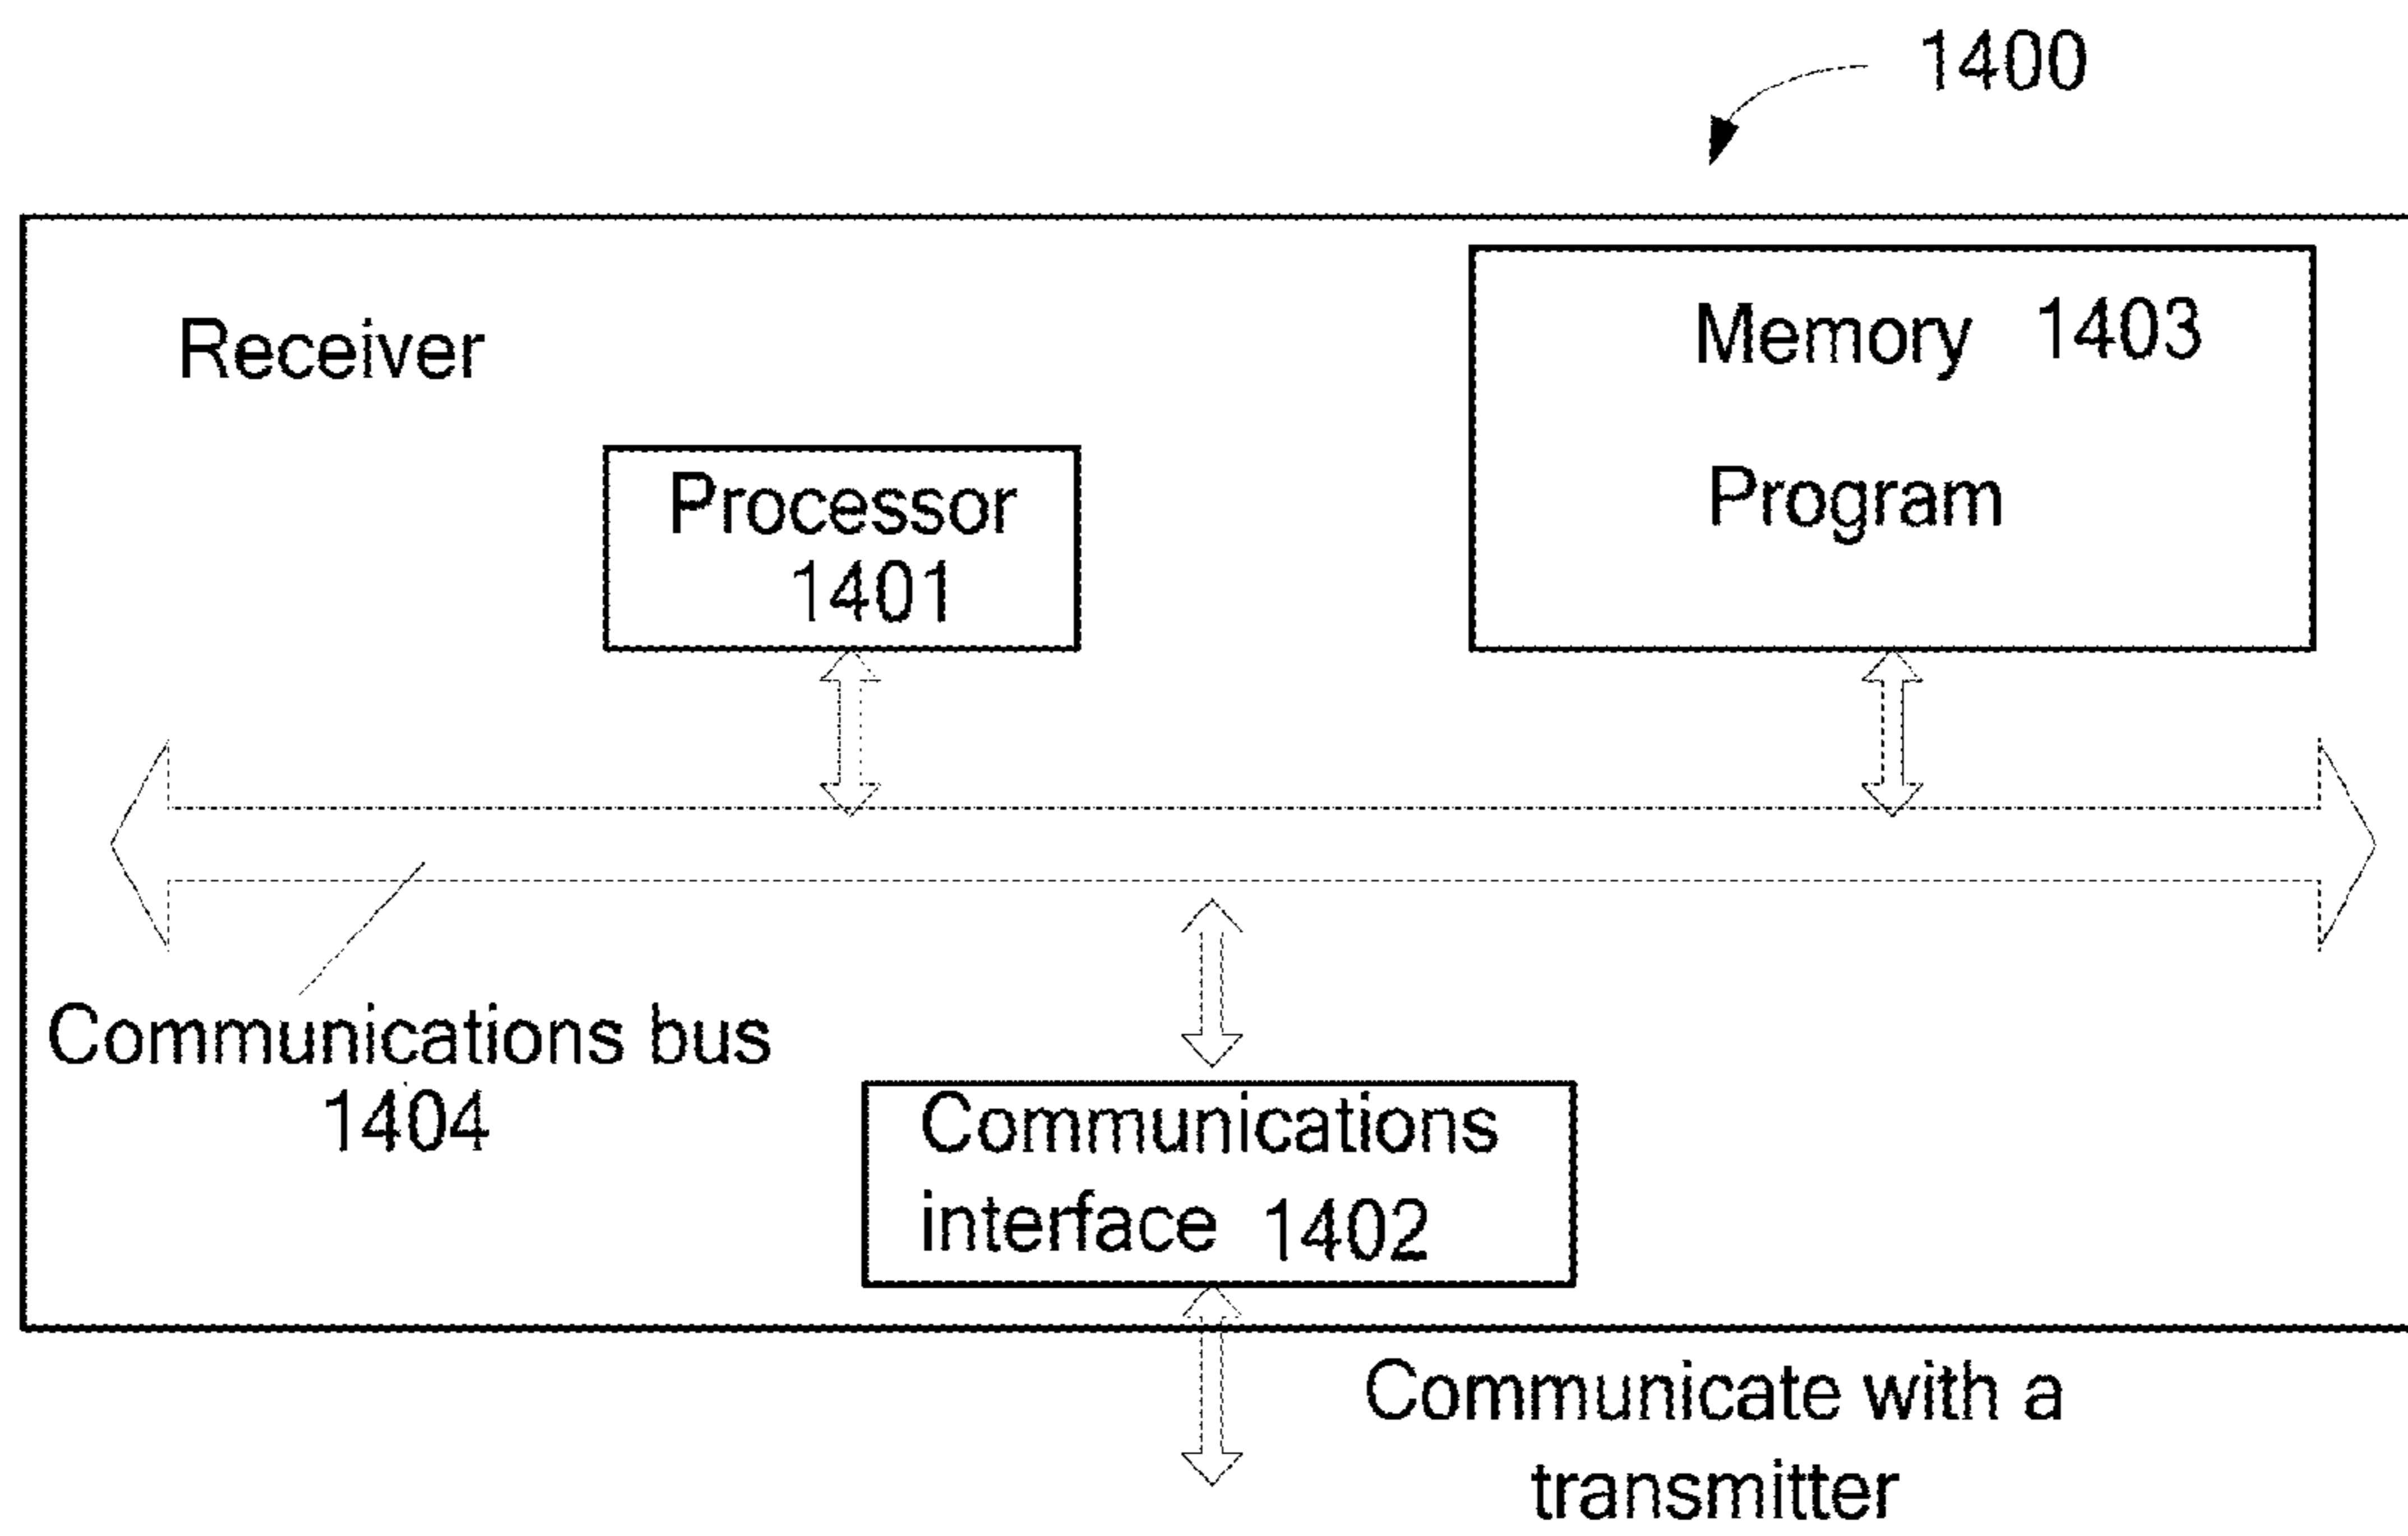 1400
Receiver
Memory 1403
Program
Processor
1401
Communications bus
1404
Communications
interface 1402
Communicate with a
transmitter